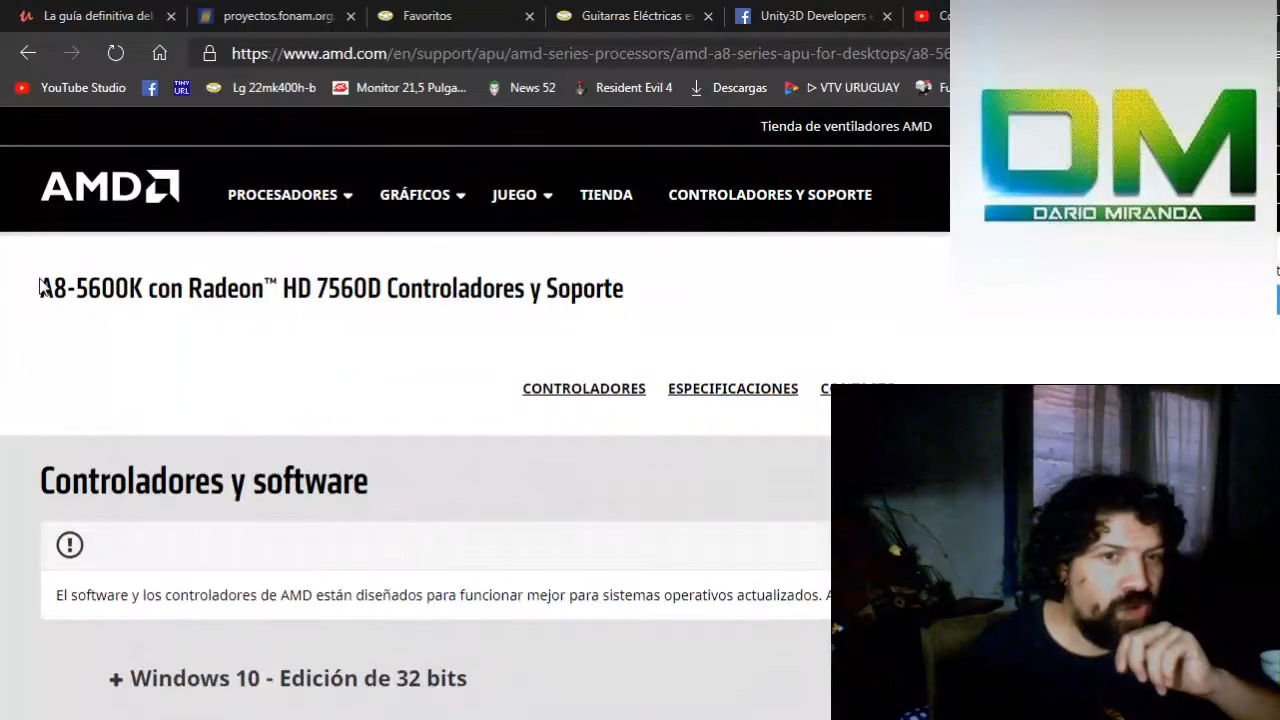 La guía definitiva del
proyectos.fonam.org.
Favoritos
Guitarras Eléctricas e
Unity3D Developers e
Co
https://www.amd.com/en/support/apu/amd-series-processors/amd-a8-series-apu-for-desktops/a8-56
YouTube Studio
TINY
URL
Lg 22mk400h-b
Monitor 21,5 Pulga...
News 52
Resident Evil 4
Descargas
VTV URUGUAY
Fu
Tienda de ventiladores AMD
AMD
PROCESADORES
GRÁFICOS
JUEGO
TIENDA
CONTROLADORES Y SOPORTE
DM
DARIO MIRANDA
A8-5600K con Radeon™ HD 7560D Controladores y Soporte
CONTROLADORES
ESPECIFICACIONES
Controladores y software
El software y los controladores de AMD están diseñados para funcionar mejor para sistemas operativos actualizados. A
+ Windows 10 - Edición de 32 bits